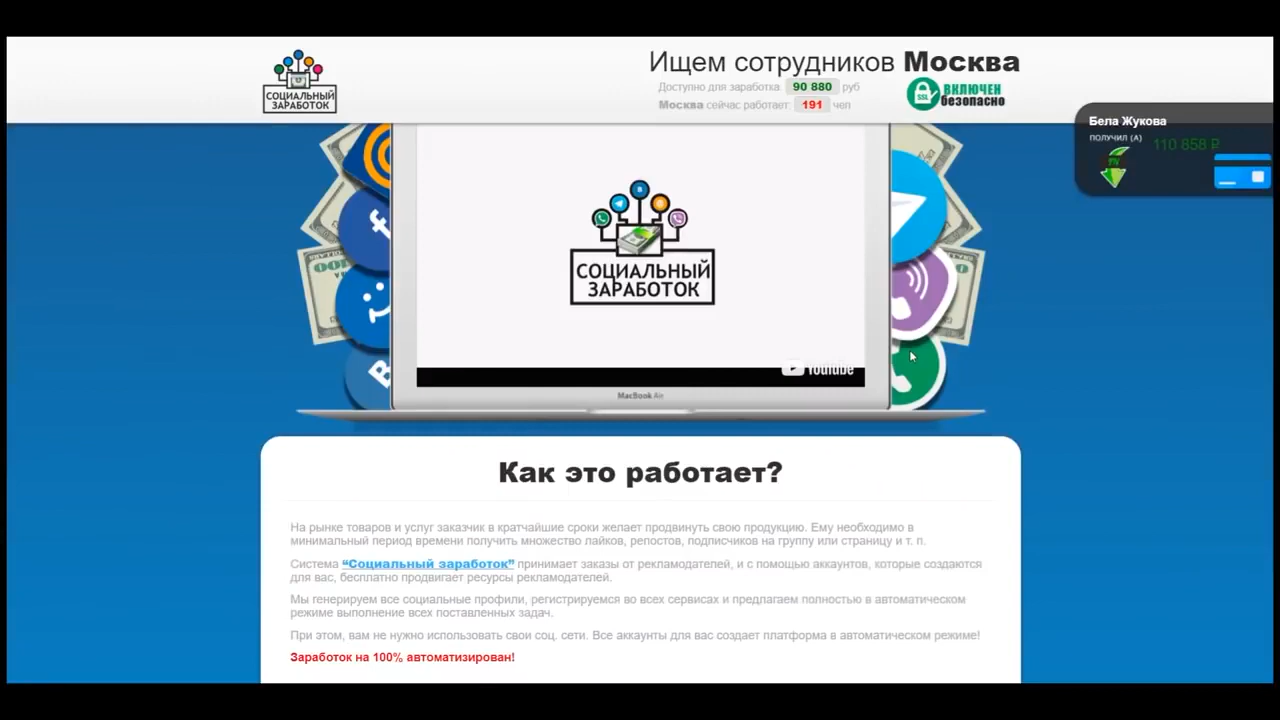 СОЦИАЛЬНЫЙ
ЗАРАБОТОК
Ищем сотрудников Москва
Доступно для заработка: 90 880 руб
Москва сейчас работает: 191 чел
SSL
ВКЛЮЧЕН
безопасно
Бела Жукова
ПОЛУЧИЛ (А)
110 858 ₽
СОЦИАЛЬНЫЙ
ЗАРАБОТОК
YouTube
MacBook Air
Как это работает?
На рынке товаров и услуг заказчик в кратчайшие сроки желает продвинуть свою продукцию. Ему необходимо в
минимальный период времени получить множество лайков, репостов, подписчиков на группу или страницу и т. п.
Система “Социальный заработок” принимает заказы от рекламодателей, и с помощью аккаунтов, которые создаются
для вас, бесплатно продвигает ресурсы рекламодателей.
Мы генерируем все социальные профили, регистрируемся во всех сервисах и предлагаем полностью в автоматическом
режиме выполнение всех поставленных задач.
При этом, вам не нужно использовать свои соц. сети. Все аккаунты для вас создает платформа в автоматическом режиме!
Заработок на 100% автоматизирован!